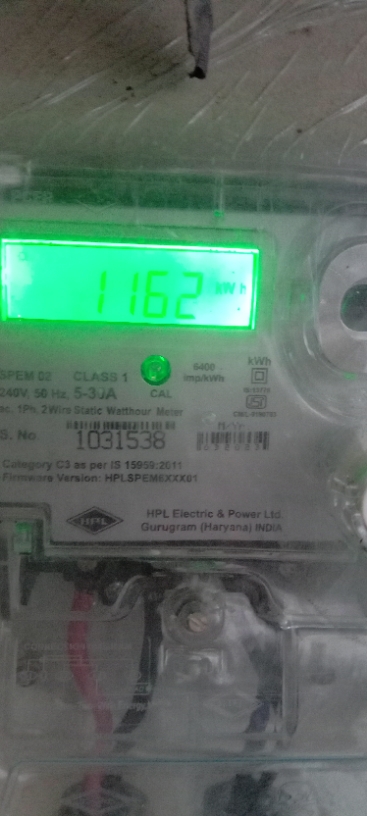 1162 kWh
SPEM 02 CLASS 1
6400 imp/kWh
kWh
240V, 50 Hz, 5-30A CAL
ac, 1Ph, 2Wire Static Watthour Meter
S. No. 1031538
Category C3 as per IS 15959:2011
Firmware Version: HPLSPEM6XXX01
HPL
HPL Electric & Power Ltd.
Gurugram (Haryana) INDIA